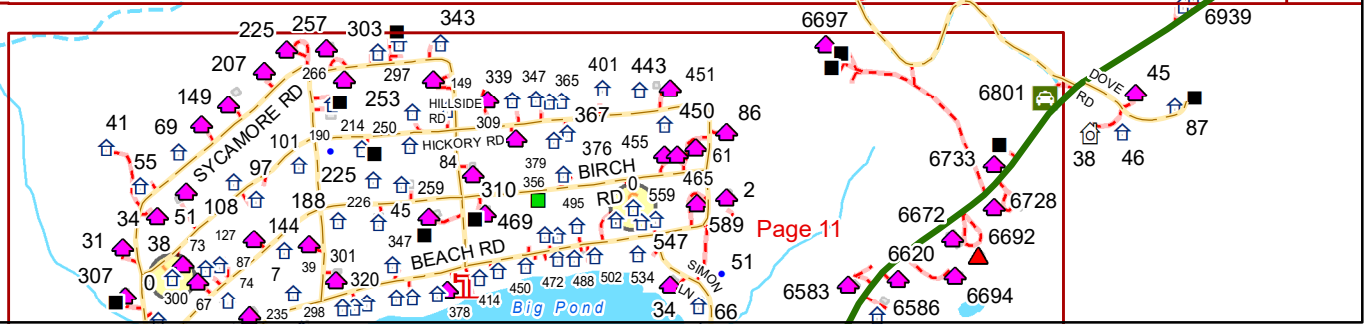 6939
225 257 303 343
6697
207 266 297 149 339 347 365 401 443 451
DOVE RD 45
6801
149 253 HILLSIDE RD 367 450 86
87
69 SYCAMORE RD 190 214 250 309
41 101 HICKORY RD 376 455 38 46
55 97 225 84 379 BIRCH RD 0 61 6733
108 188 226 259 310 356 465 2 6728
34 51 45 469 495 559 589 Page 11 6672
31 38 73 127 144 301 347 BEACH RD 547 6692
307 0 87 7 39 320 SIMON LN 51 6620
300 67 74 450 472 488 502 534 6583 6694
235 298 378 414 Big Pond 34 66 6586